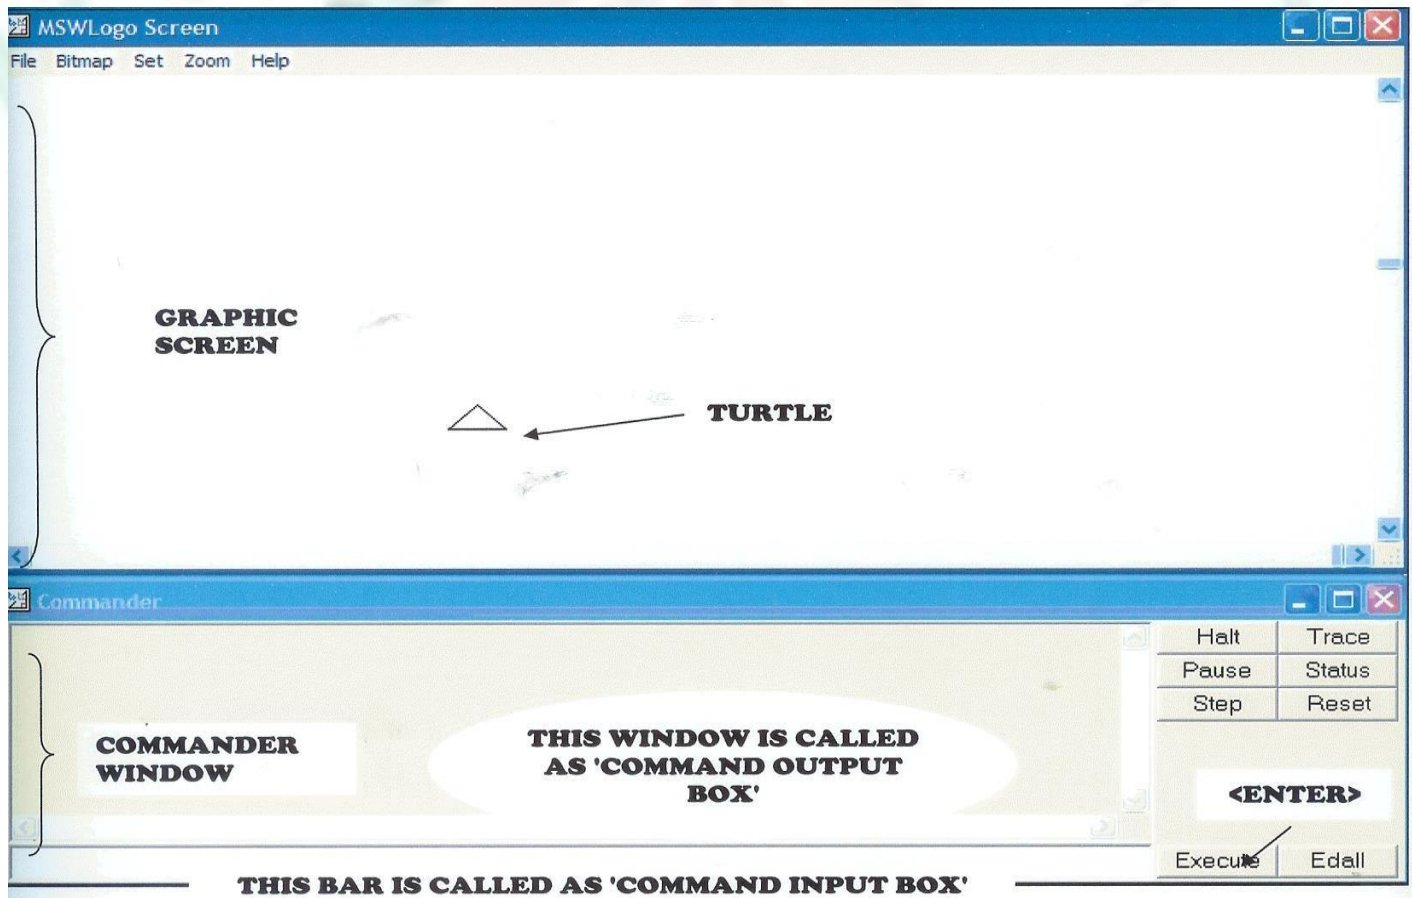 MSWLogo Screen
File Bitmap Set Zoom Help
GRAPHIC
SCREEN
TURTLE
Commander
Halt Trace
Pause Status
Step Reset
COMMANDER
WINDOW
THIS WINDOW IS CALLED
AS 'COMMAND OUTPUT
BOX'
<ENTER>
Execute Edall
THIS BAR IS CALLED AS 'COMMAND INPUT BOX'